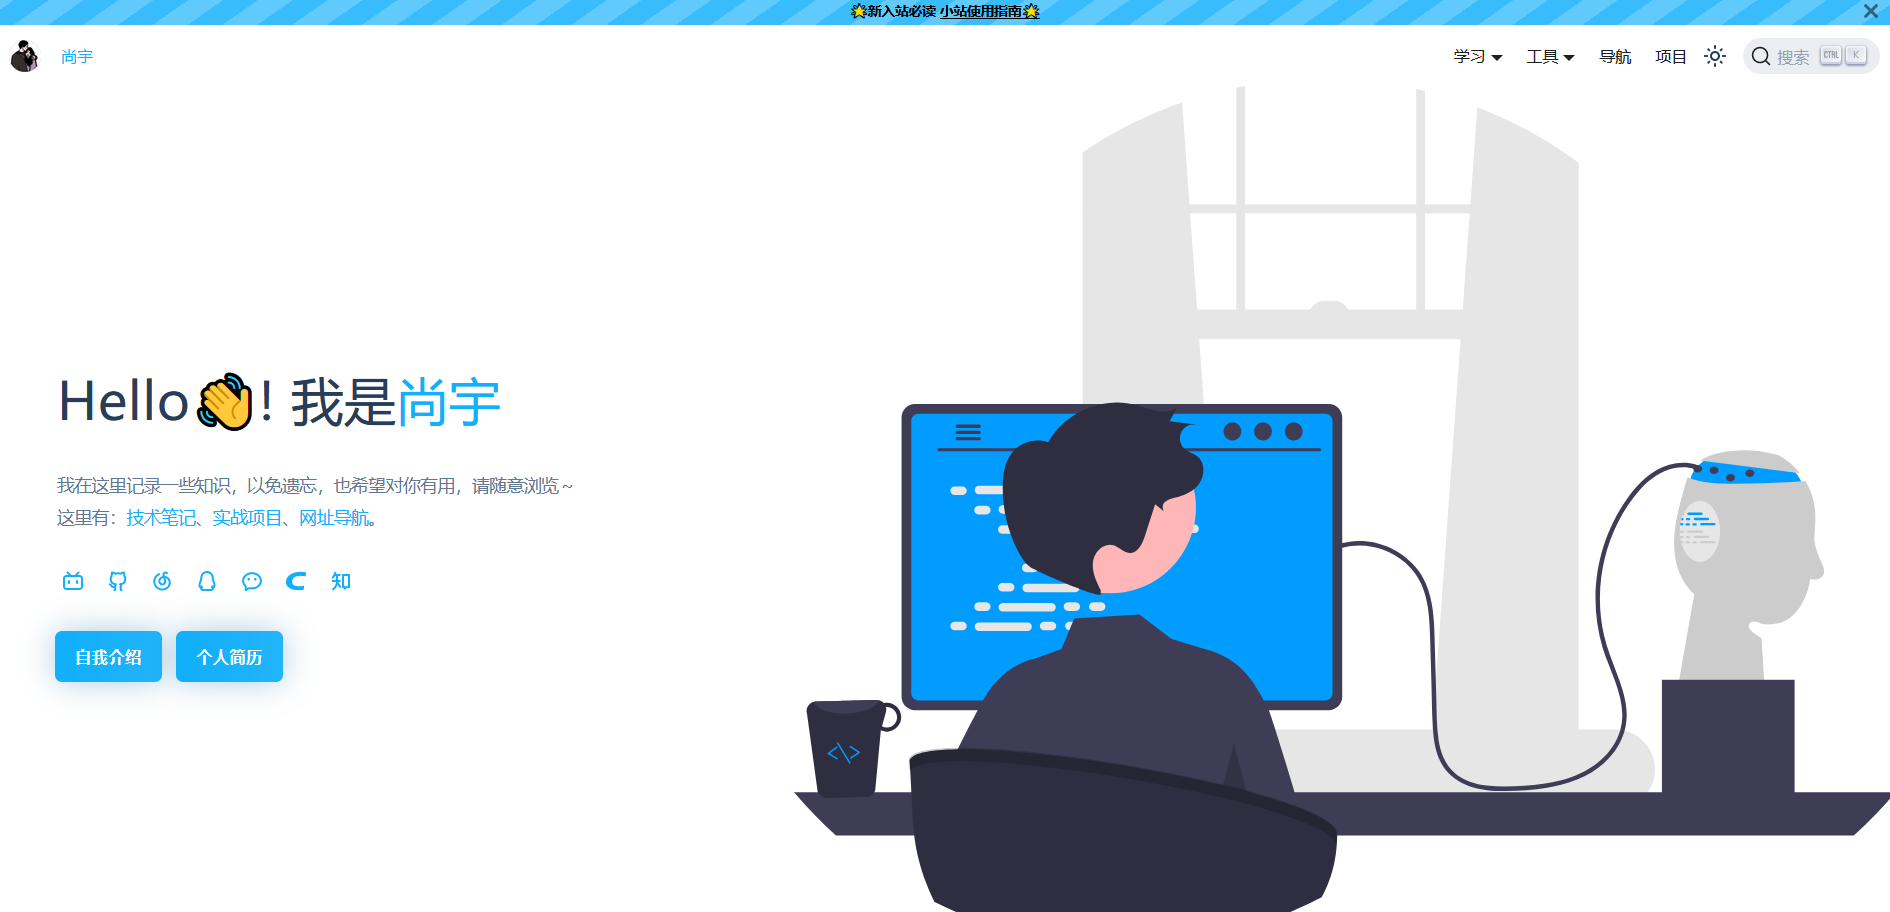 🌟新入站必读 小站使用指南🌟
尚宇
学习 工具 导航 项目 搜索 CTRL K
Hello👋! 我是尚宇
我在这里记录一些知识，以免遗忘，也希望对你有用，请随意浏览~
这里有：技术笔记、实战项目、网址导航。
知
自我介绍 个人简历
<\>